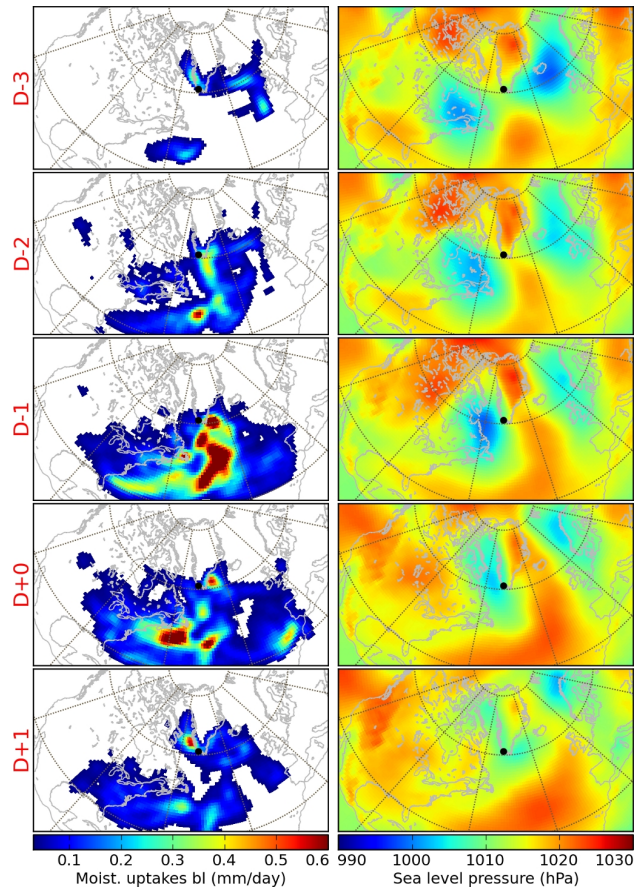 D-3
D-2
D-1
D+0
D+1
0.1 0.2 0.3 0.4 0.5 0.6
Moist. uptakes bl (mm/day)
990 1000 1010 1020 1030
Sea level pressure (hPa)